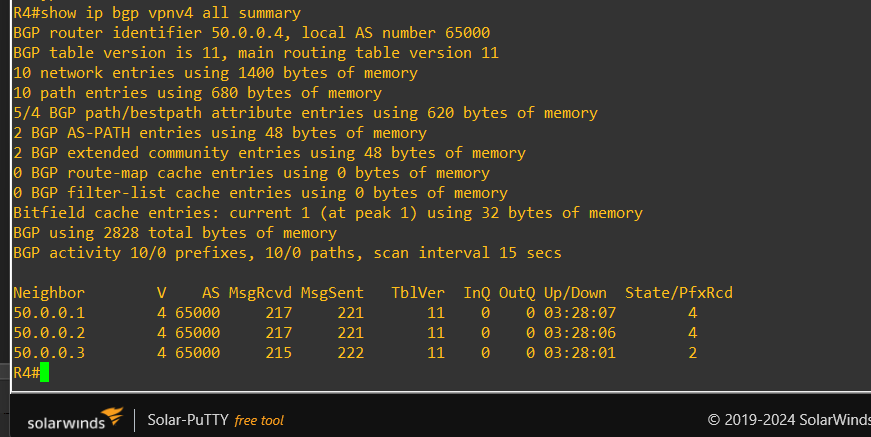 R4#show ip bgp vpnv4 all summary
BGP router identifier 50.0.0.4, local AS number 65000
BGP table version is 11, main routing table version 11
10 network entries using 1400 bytes of memory
10 path entries using 680 bytes of memory
5/4 BGP path/bestpath attribute entries using 620 bytes of memory
2 BGP AS-PATH entries using 48 bytes of memory
2 BGP extended community entries using 48 bytes of memory
0 BGP route-map cache entries using 0 bytes of memory
0 BGP filter-list cache entries using 0 bytes of memory
Bitfield cache entries: current 1 (at peak 1) using 32 bytes of memory
BGP using 2828 total bytes of memory
BGP activity 10/0 prefixes, 10/0 paths, scan interval 15 secs

Neighbor        V    AS MsgRcvd MsgSent   TblVer  InQ OutQ Up/Down  State/PfxRcd
50.0.0.1        4 65000     217     221       11    0    0 03:28:07        4
50.0.0.2        4 65000     217     221       11    0    0 03:28:06        4
50.0.0.3        4 65000     215     222       11    0    0 03:28:01        2
R4#
solarwinds Solar-PuTTY free tool © 2019-2024 SolarWinds